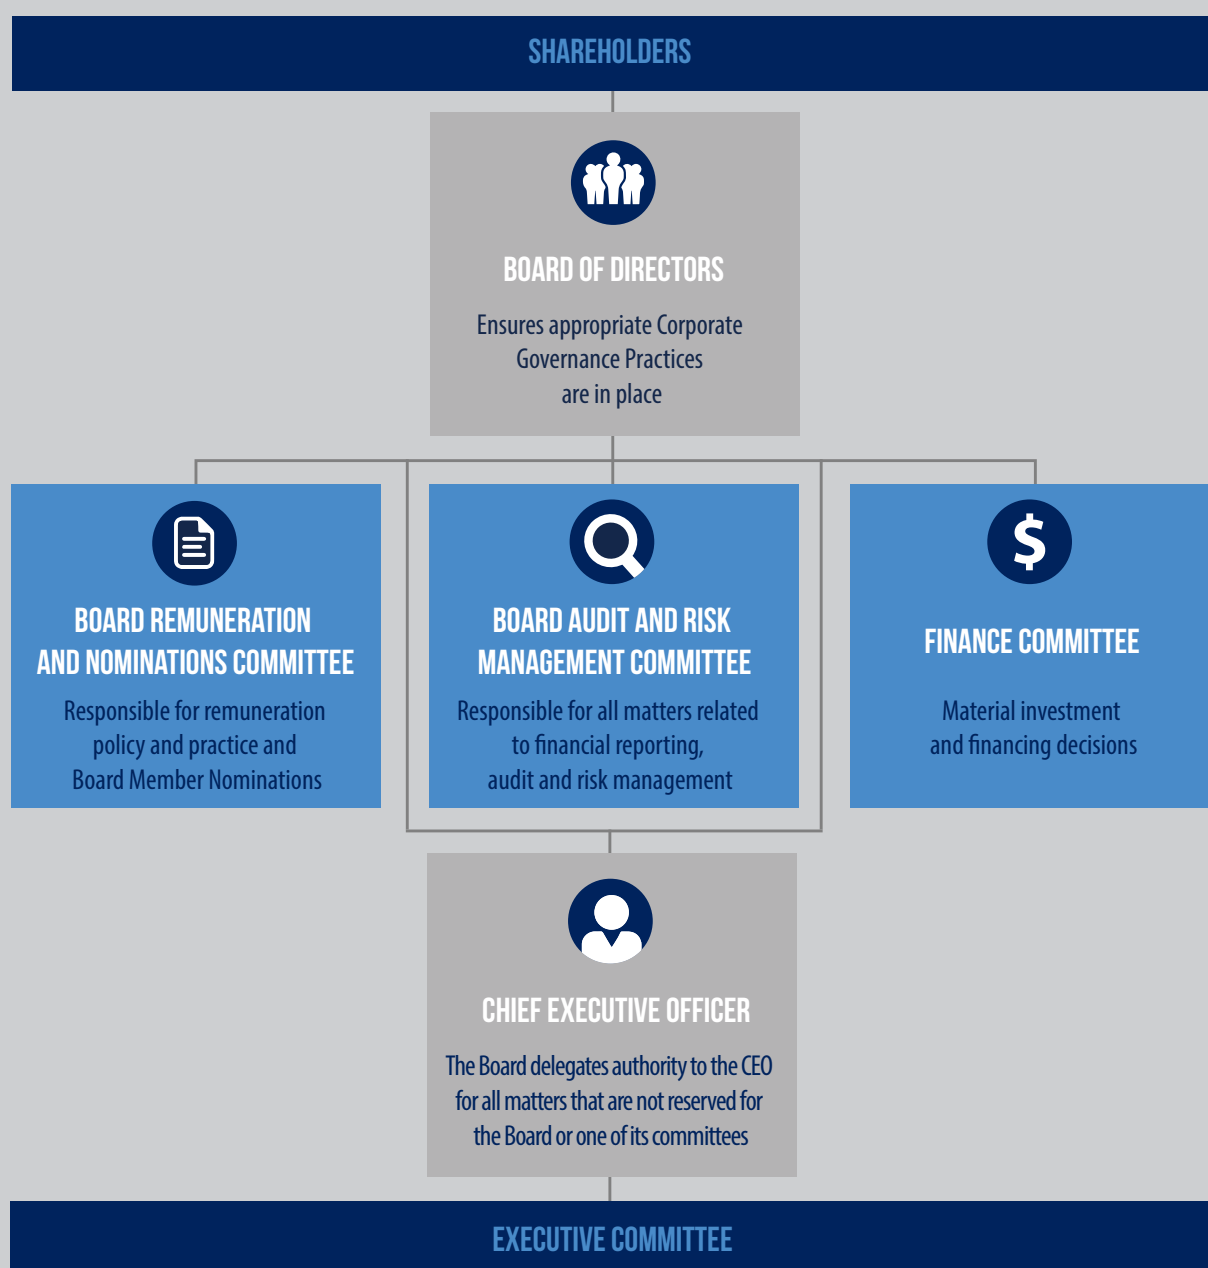 SHAREHOLDERS
BOARD OF DIRECTORS
Ensures appropriate Corporate
Governance Practices
are in place
BOARD REMUNERATION
AND NOMINATIONS COMMITTEE
Responsible for remuneration
policy and practice and
Board Member Nominations
BOARD AUDIT AND RISK
MANAGEMENT COMMITTEE
Responsible for all matters related
to financial reporting,
audit and risk management
FINANCE COMMITTEE
Material investment
and financing decisions
CHIEF EXECUTIVE OFFICER
The Board delegates authority to the CEO
for all matters that are not reserved for
the Board or one of its committees
EXECUTIVE COMMITTEE